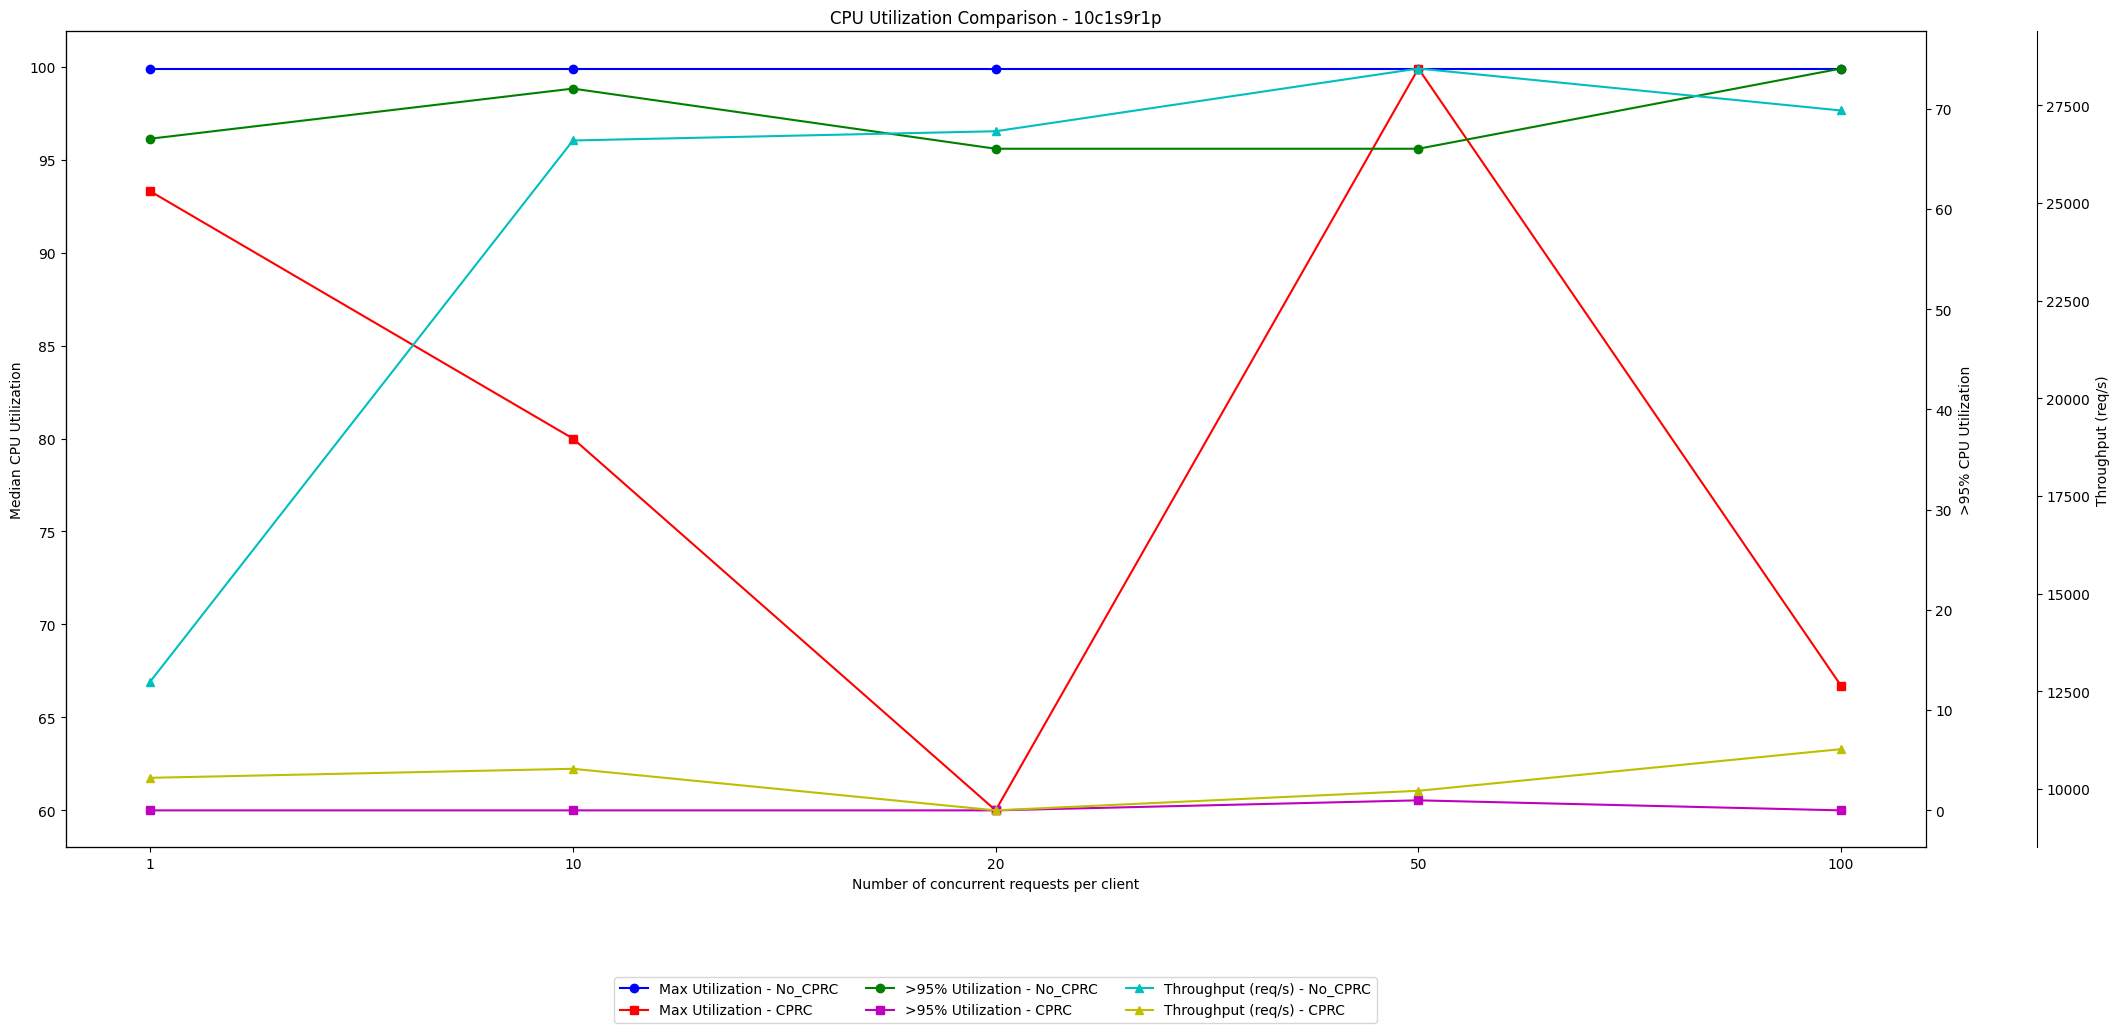 CPU Utilization Comparison - 10c1s9r1p
100
95
90
85
80
75
70
65
60
Median CPU Utilization
70
60
50
40
30
20
10
0
>95% CPU Utilization
27500
25000
22500
20000
17500
15000
12500
10000
Throughput (req/s)
1 10 20 50 100
Number of concurrent requests per client
Max Utilization - No_CPRC
Max Utilization - CPRC
>95% Utilization - No_CPRC
>95% Utilization - CPRC
Throughput (req/s) - No_CPRC
Throughput (req/s) - CPRC